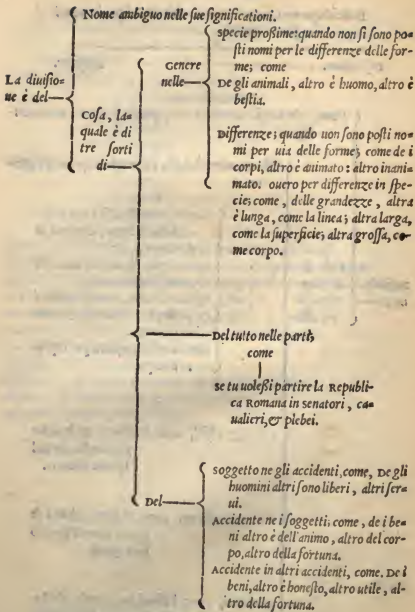 La diuisio=
ne è del
Nome ambiguo nelle sue significationi.
Cosa, la=
quale è di
tre sorti
di
Genere
nelle
specie proßime: quando non si sono po=
sti nomi per le differenze delle for=
me; come
De gli animali, altro è huomo, altro è
bestia.
Differenze; quando non sono posti no=
mi per uia delle forme; come de i
corpi, altro è animato: altro inani=
mato. ouero per differenze in spe=
cie; come, delle grandezze, altra
è lunga, come la linea; altra larga,
come la superficie; altra grossa, co=
me corpo.
Del tutto nelle parti;
come
se tu uoleßi partire la Republi=
ca Romana in senatori, ca=
ualieri, & plebei.
Del
soggetto ne gli accidenti, come, De gli
huomini altri sono liberi, altri ser=
ui.
Accidente ne i soggetti; come, de i be=
ni altro è dell'animo, altro del cor=
po, altro della fortuna.
Accidente in altri accidenti, come. De i
beni, altro è honesto, altro utile, al=
tro della fortuna.